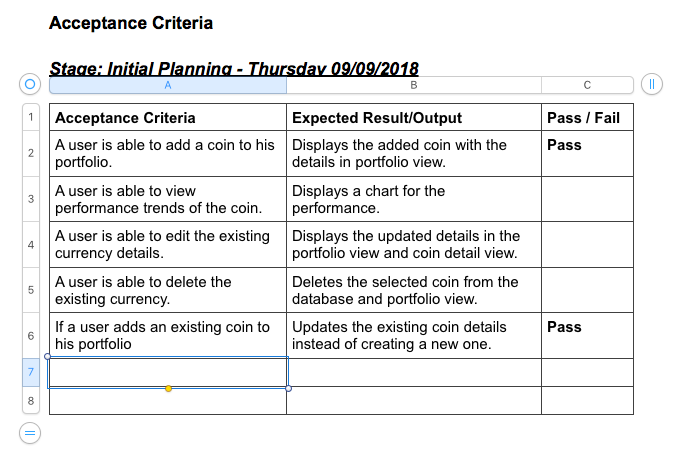 Acceptance Criteria
Stage: Initial Planning - Thursday 09/09/2018
A B C
1 Acceptance Criteria Expected Result/Output Pass / Fail
2 A user is able to add a coin to his Displays the added coin with the Pass
portfolio. details in portfolio view.
3 A user is able to view Displays a chart for the
performance trends of the coin. performance.
4 A user is able to edit the existing Displays the updated details in the
currency details. portfolio view and coin detail view.
5 A user is able to delete the Deletes the selected coin from the
existing currency. database and portfolio view.
6 If a user adds an existing coin to Updates the existing coin details Pass
his portfolio instead of creating a new one.
7
8